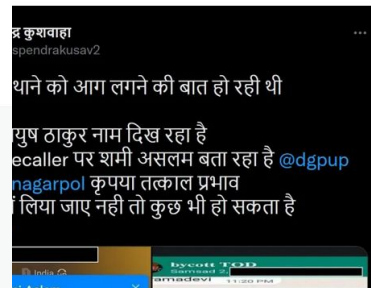 द्र कुशवाहा
spendrakusav2
थाने को आग लगने की बात हो रही थी
युष ठाकुर नाम दिख रहा है
ecaller पर शमी असलम बता रहा है @dgpup
nagarpol कृपया तत्काल प्रभाव
लिया जाए नही तो कुछ भी हो सकता है
India
bycott TOD
Samsad 2,
amadevi 11:20 PM